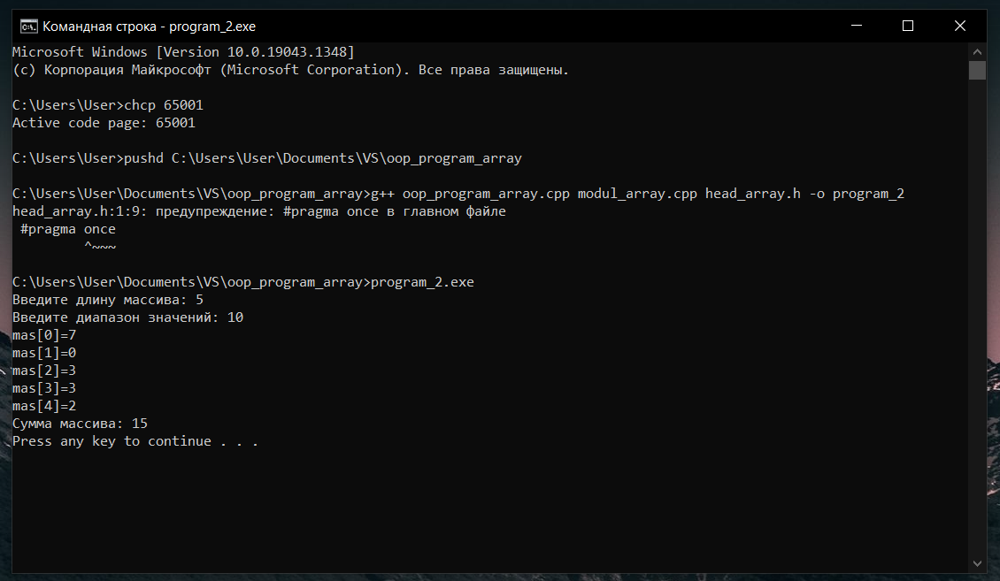 Командная строка - program_2.exe
Microsoft Windows [Version 10.0.19043.1348]
(c) Корпорация Майкрософт (Microsoft Corporation). Все права защищены.
C:\Users\User>chcp 65001
Active code page: 65001
C:\Users\User>pushd C:\Users\User\Documents\VS\oop_program_array
C:\Users\User\Documents\VS\oop_program_array>g++ oop_program_array.cpp modul_array.cpp head_array.h -o program_2
head_array.h:1:9: предупреждение: #pragma once в главном файле
 #pragma once
         ^~~~
C:\Users\User\Documents\VS\oop_program_array>program_2.exe
Введите длину массива: 5
Введите диапазон значений: 10
mas[0]=7
mas[1]=0
mas[2]=3
mas[3]=3
mas[4]=2
Сумма массива: 15
Press any key to continue . . .